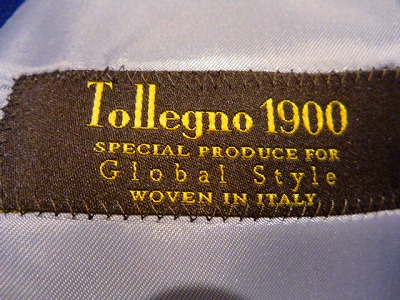 Tollegno 1900
SPECIAL PRODUCE FOR
Global Style
WOVEN IN ITALY